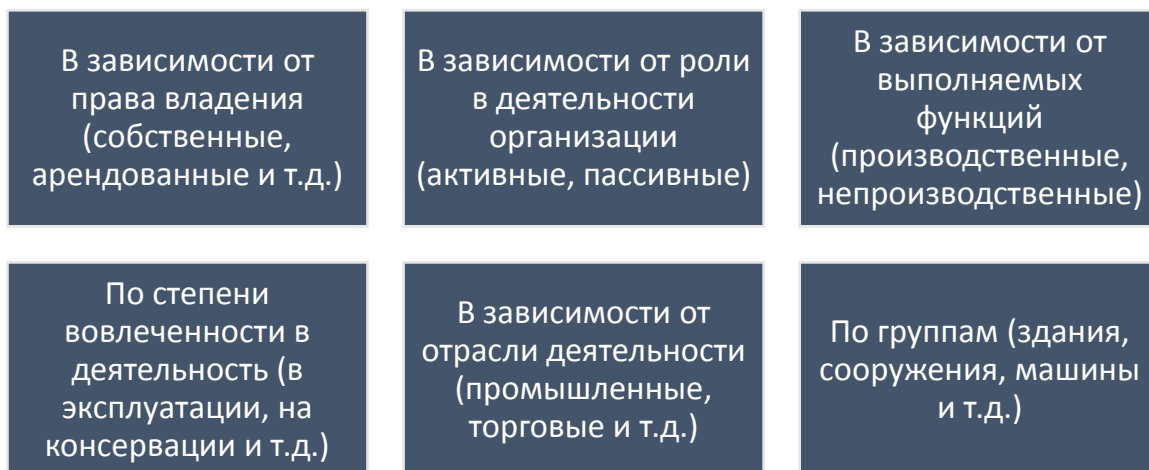 В зависимости от
права владения
(собственные,
арендованные и т.д.)
В зависимости от роли
в деятельности
организации
(активные, пассивные)
В зависимости от
выполняемых
функций
(производственные,
непроизводственные)
По степени
вовлеченности в
деятельность (в
эксплуатации, на
консервации и т.д.)
В зависимости от
отрасли деятельности
(промышленные,
торговые и т.д.)
По группам (здания,
сооружения, машины
и т.д.)